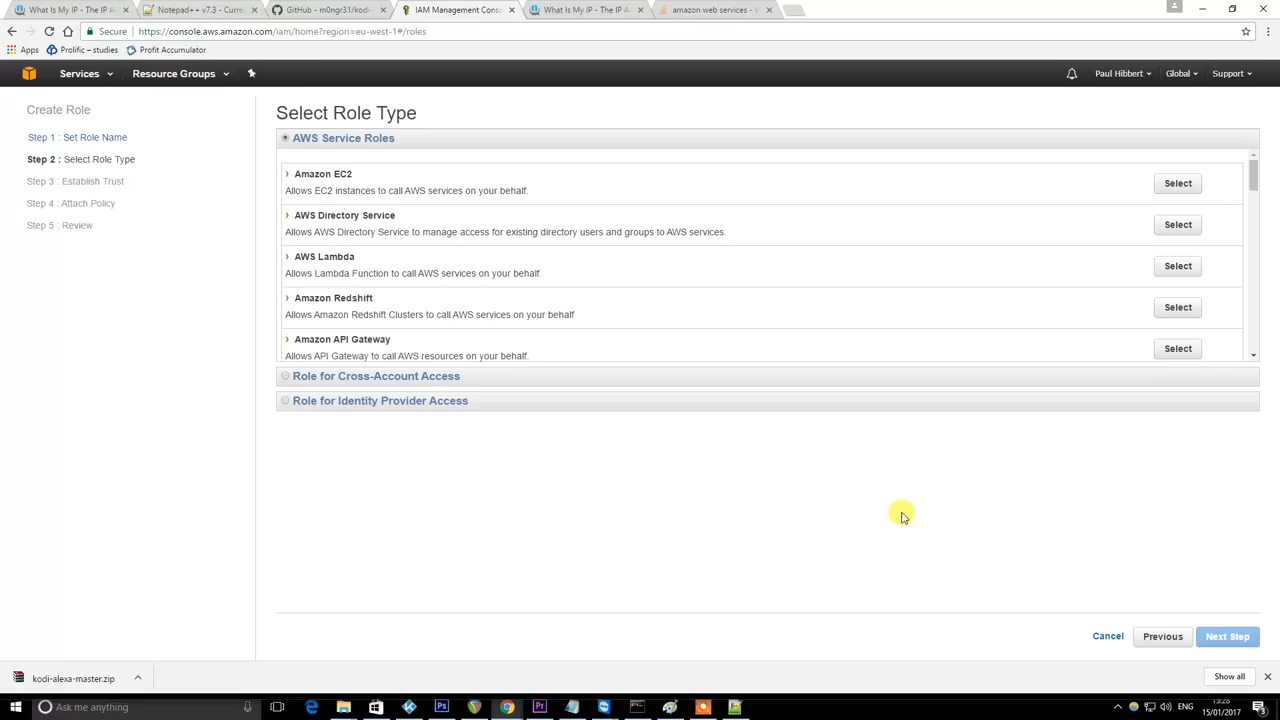 What Is My IP - The IP A
Notepad++ v7.3 - Curre
GitHub - m0ngr31/kodi
IAM Management Cons
What Is My IP - The IP A
amazon web services -
Secure
https://console.aws.amazon.com/iam/home?region=eu-west-1#/roles
Apps
Prolific – studies
Profit Accumulator
Services
Resource Groups
Paul Hibbert
Global
Support
Create Role
Step 1 : Set Role Name
Step 2 : Select Role Type
Step 3 : Establish Trust
Step 4 : Attach Policy
Step 5 : Review
Select Role Type
AWS Service Roles
Amazon EC2
Allows EC2 instances to call AWS services on your behalf.
Select
AWS Directory Service
Allows AWS Directory Service to manage access for existing directory users and groups to AWS services.
Select
AWS Lambda
Allows Lambda Function to call AWS services on your behalf.
Select
Amazon Redshift
Allows Amazon Redshift Clusters to call AWS services on your behalf
Select
Amazon API Gateway
Allows API Gateway to call AWS resources on your behalf.
Select
Role for Cross-Account Access
Role for Identity Provider Access
Cancel
Previous
Next Step
kodi-alexa-master.zip
Show all
Ask me anything
ENG
15:28
15/01/2017